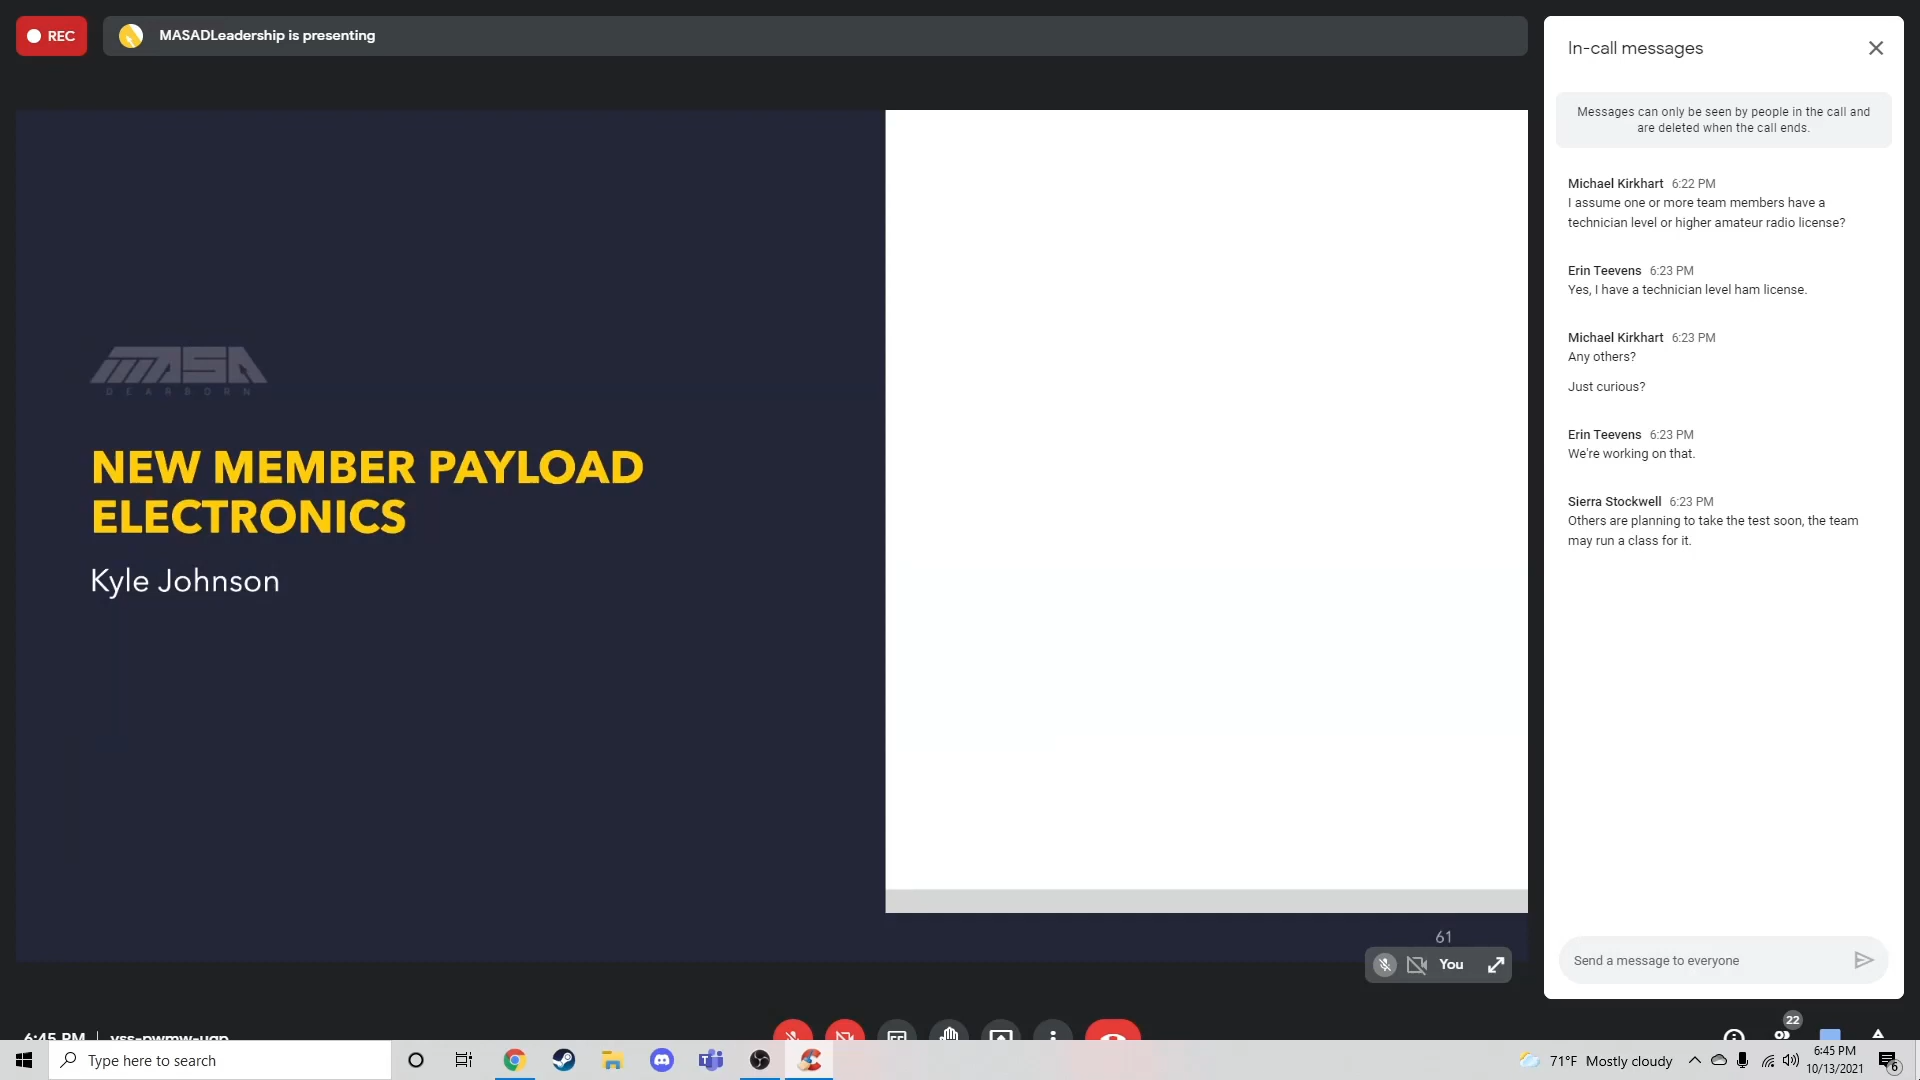 REC
MASADLeadership is presenting
MASA
DEARBORN
NEW MEMBER PAYLOAD
ELECTRONICS
Kyle Johnson
61
You
In-call messages
Messages can only be seen by people in the call and
are deleted when the call ends.
Michael Kirkhart 6:22 PM
I assume one or more team members have a
technician level or higher amateur radio license?
Erin Teevens 6:23 PM
Yes, I have a technician level ham license.
Michael Kirkhart 6:23 PM
Any others?
Just curious?
Erin Teevens 6:23 PM
We're working on that.
Sierra Stockwell 6:23 PM
Others are planning to take the test soon, the team
may run a class for it.
Send a message to everyone
6:45 PM
22
Type here to search
71°F Mostly cloudy
6:45 PM
10/13/2021
6